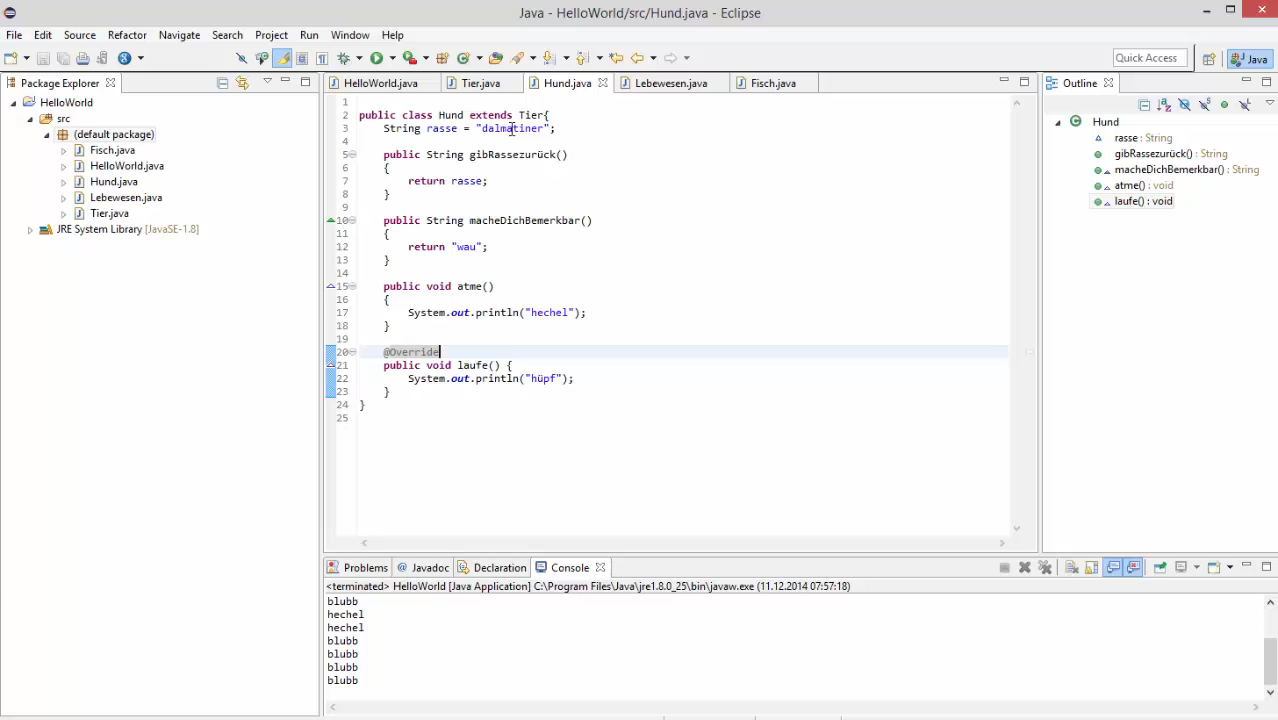 Java - HelloWorld/src/Hund.java - Eclipse
File Edit Source Refactor Navigate Search Project Run Window Help
Quick Access Java
Package Explorer
HelloWorld
src
(default package)
Fisch.java
HelloWorld.java
Hund.java
Lebewesen.java
Tier.java
JRE System Library [JavaSE-1.8]
HelloWorld.java Tier.java Hund.java Lebewesen.java Fisch.java
1
2 public class Hund extends Tier{
3 String rasse = "dalmatiner";
4
5 public String gibRassezurück()
6 {
7 return rasse;
8 }
9
10 public String macheDichBemerkbar()
11 {
12 return "wau";
13 }
14
15 public void atme()
16 {
17 System.out.println("hechel");
18 }
19
20 @Override
21 public void laufe() {
22 System.out.println("hüpf");
23 }
24 }
25
Outline
Hund
rasse : String
gibRassezurück() : String
macheDichBemerkbar() : String
atme() : void
laufe() : void
Problems @ Javadoc Declaration Console
<terminated> HelloWorld [Java Application] C:\Program Files\Java\jre1.8.0_25\bin\javaw.exe (11.12.2014 07:57:18)
blubb
hechel
hechel
blubb
blubb
blubb
blubb